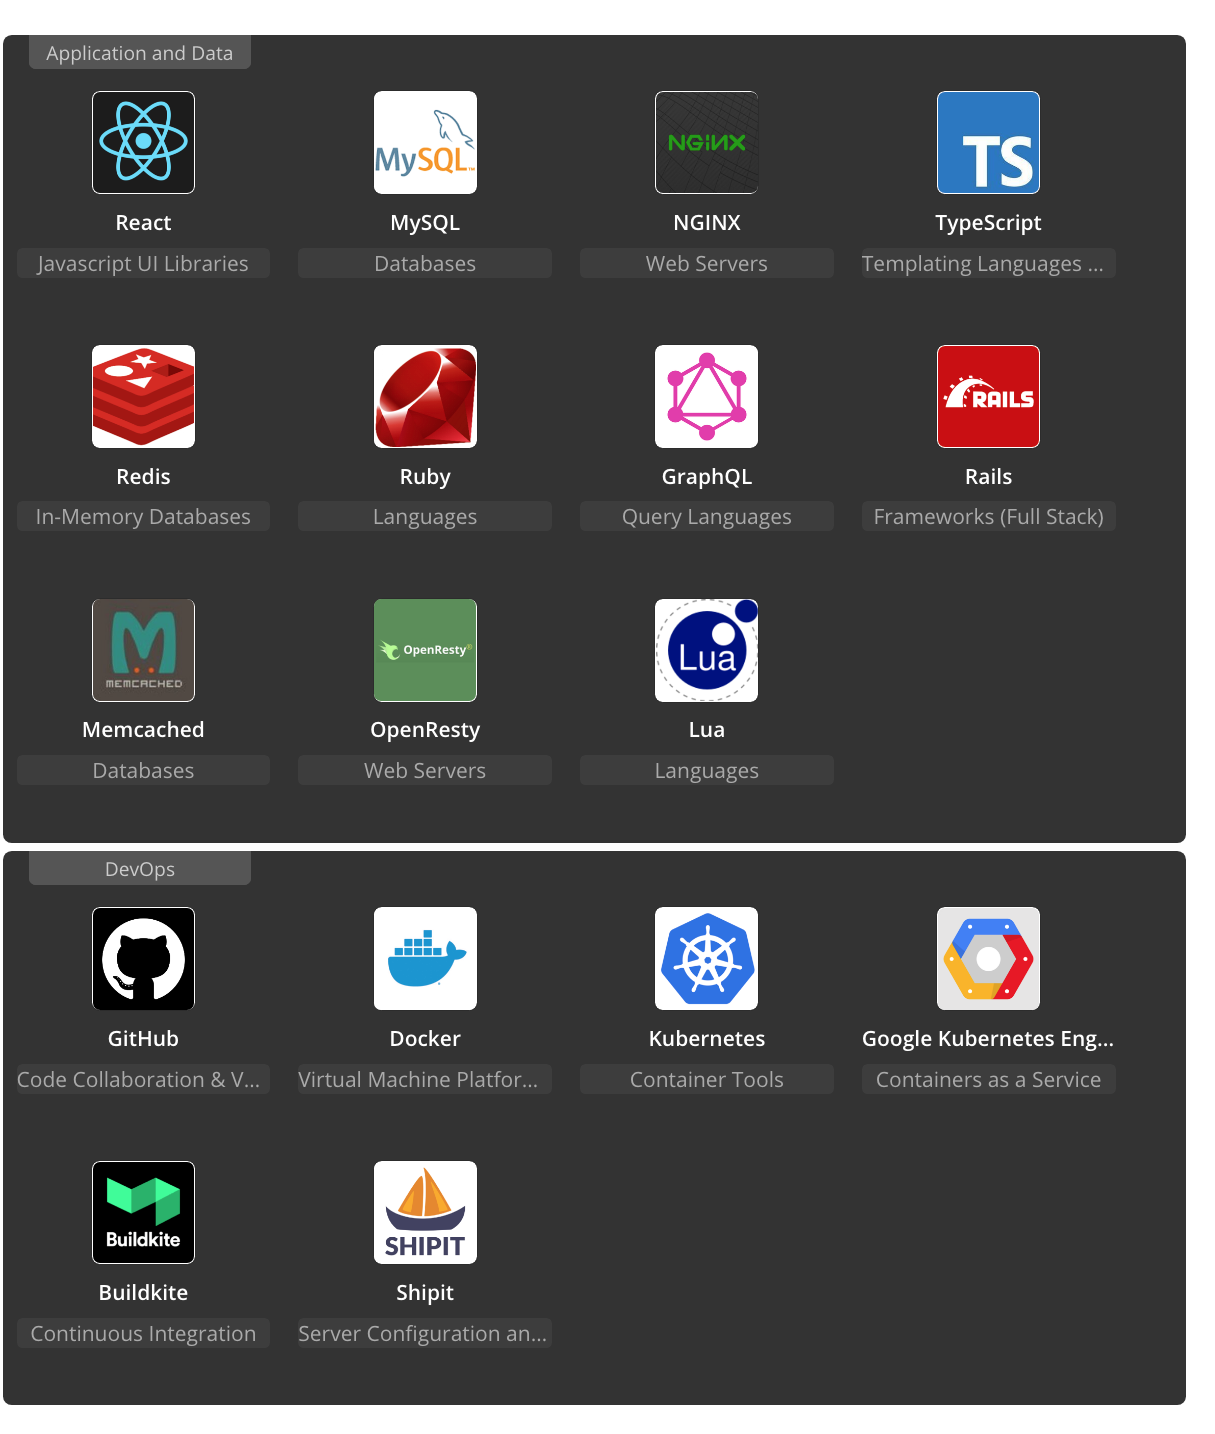 Application and Data
NGINX
MySQL™
TS
React
MySQL
NGINX
TypeScript
Javascript UI Libraries
Databases
Web Servers
Templating Languages ...
RAILS
Redis
Ruby
GraphQL
Rails
In-Memory Databases
Languages
Query Languages
Frameworks (Full Stack)
MEMCACHED
OpenResty®
Lua
Memcached
OpenResty
Lua
Databases
Web Servers
Languages
DevOps
GitHub
Docker
Kubernetes
Google Kubernetes Eng...
Code Collaboration & V...
Virtual Machine Platfor...
Container Tools
Containers as a Service
Buildkite
SHIPIT
Buildkite
Shipit
Continuous Integration
Server Configuration an...